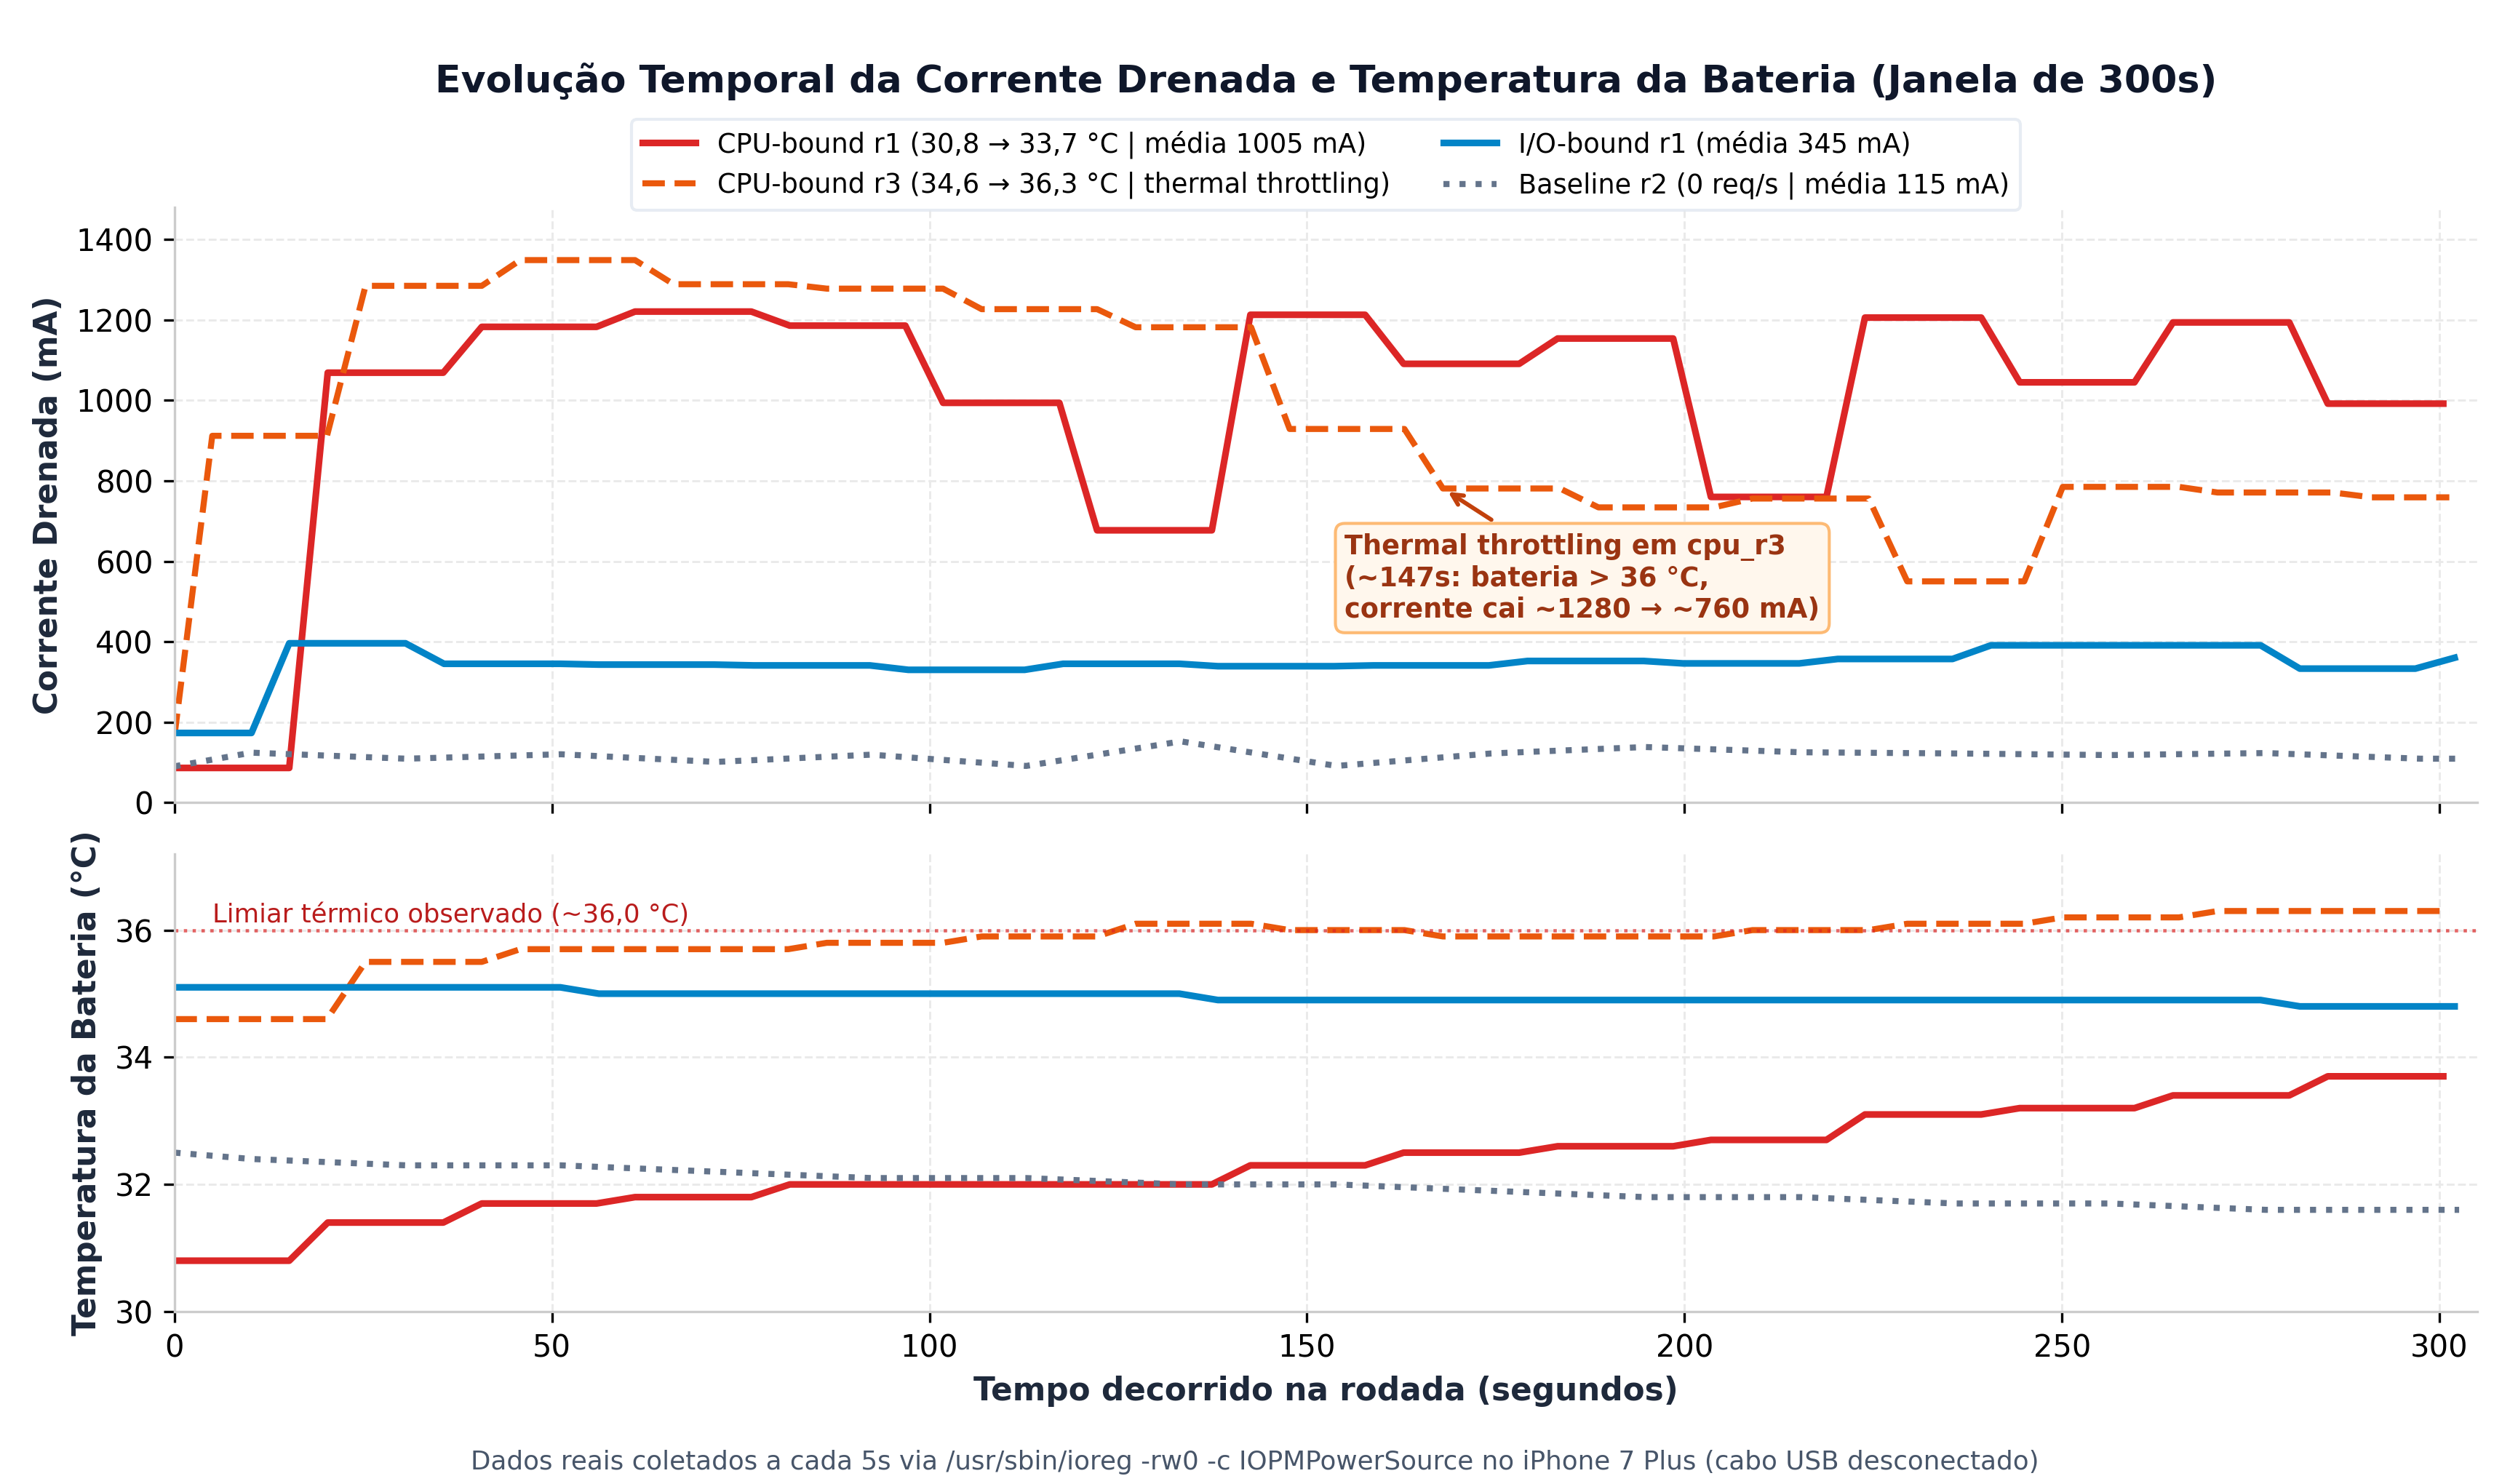 Evolução Temporal da Corrente Drenada e Temperatura da Bateria (Janela de 300s)
CPU-bound r1 (30,8 → 33,7 °C | média 1005 mA)
CPU-bound r3 (34,6 → 36,3 °C | thermal throttling)
I/O-bound r1 (média 345 mA)
Baseline r2 (0 req/s | média 115 mA)
Corrente Drenada (mA)
1400
1200
1000
800
600
400
200
0
Thermal throttling em cpu_r3
(~147s: bateria > 36 °C,
corrente cai ~1280 → ~760 mA)
Temperatura da Bateria (°C)
Limiar térmico observado (~36,0 °C)
36
34
32
30
0
50
100
150
200
250
300
Tempo decorrido na rodada (segundos)
Dados reais coletados a cada 5s via /usr/sbin/ioreg -rw0 -c IOPMPowerSource no iPhone 7 Plus (cabo USB desconectado)